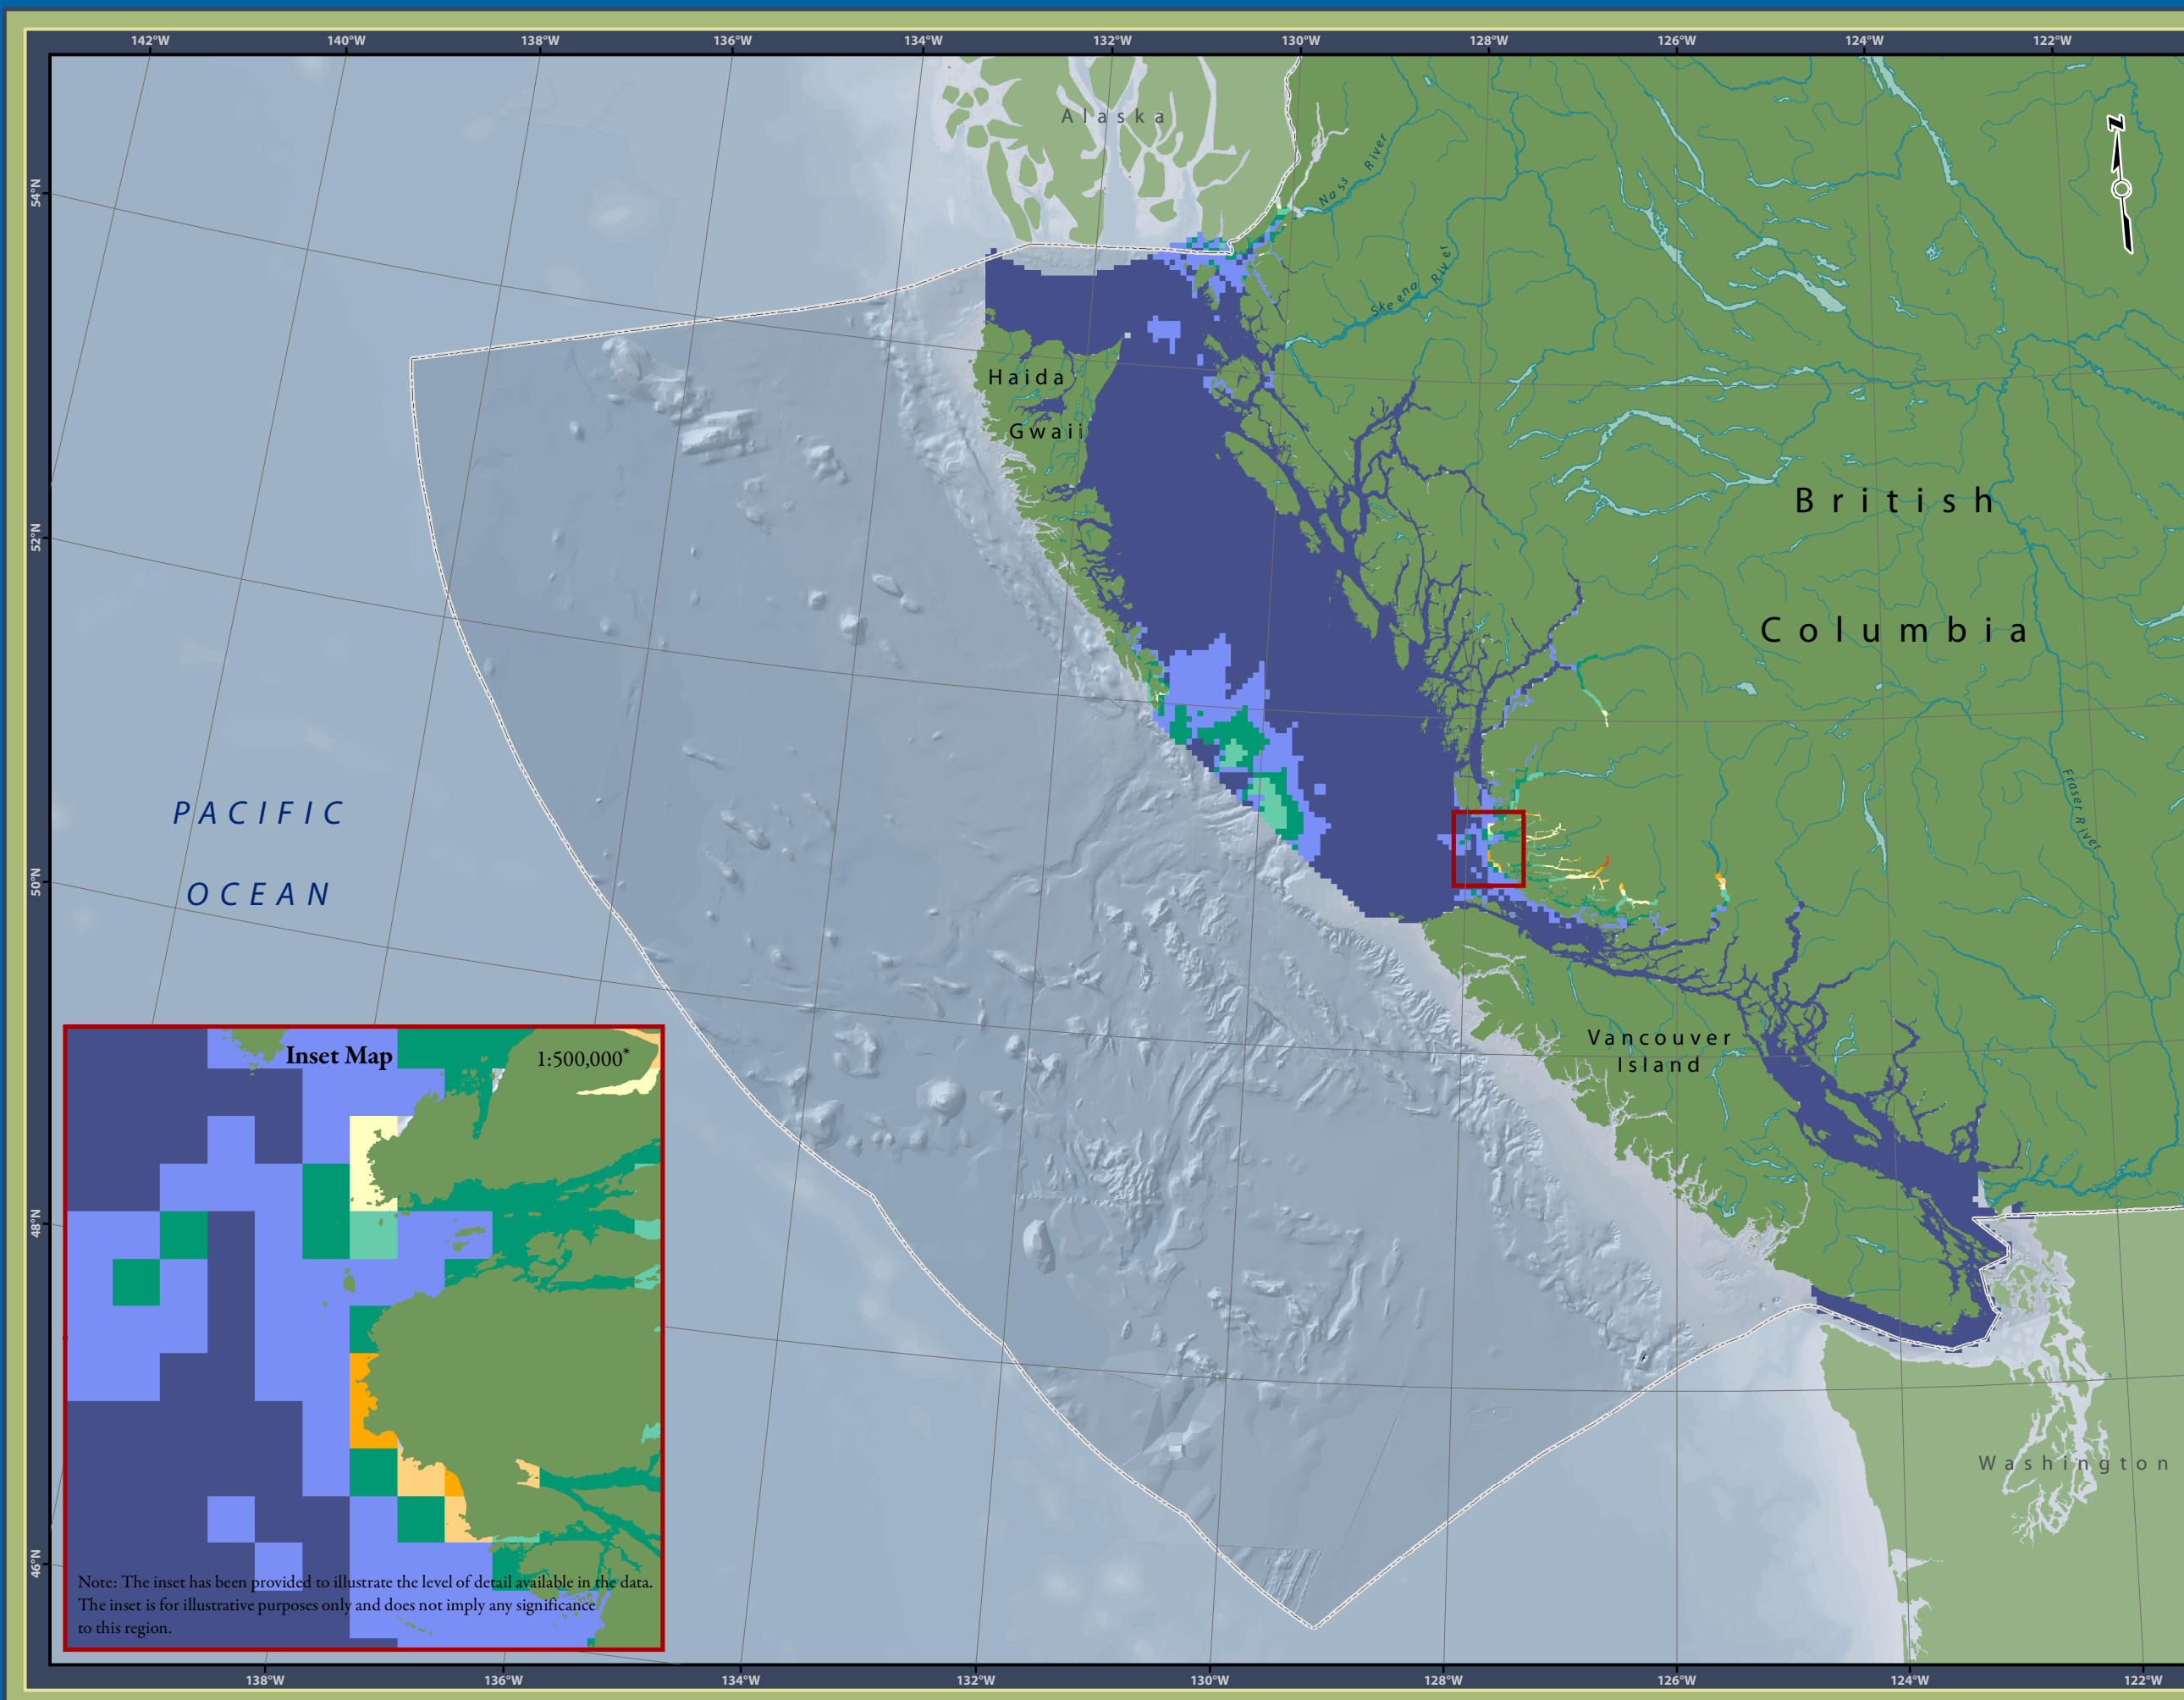 142°W 140°W 138°W 136°W 134°W 132°W 130°W 128°W 126°W 124°W 122°W
Alaska
Nass River
54°N
Skeena River
Haida
Gwaii
British
52°N
Columbia
PACIFIC
Fraser River
50°N
OCEAN
Vancouver
Island
Inset Map 1:500,000*
48°N
Washington
46°N
Note: The inset has been provided to illustrate the level of detail available in the data.
The inset is for illustrative purposes only and does not imply any significance
to this region.
138°W 136°W 134°W 132°W 130°W 128°W 126°W 124°W 122°W
N